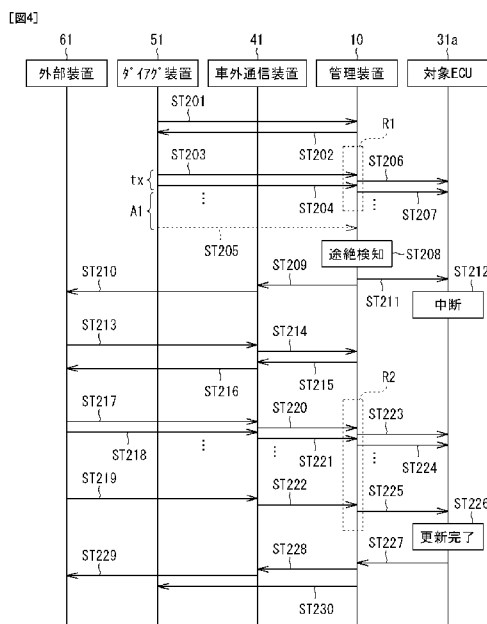 [図4]
61 51 41 10 31a
外部装置 ﾀﾞｲｱｸﾞ装置 車外通信装置 管理装置 対象ECU
ST201
R1
ST203 ST202 ST206
tx
A1 ⋮ ST204 ⋮ ST207
ST205
途絶検知 ST208
ST210 ST209 ST212
ST211 中断
ST213 ST214
R2
ST216 ST215
ST217 ST220 ST223
ST218 ⋮ ⋮ ST221 ⋮ ST224
ST219 ST222 ST225 ST226
更新完了
ST229 ST228 ST227
ST230